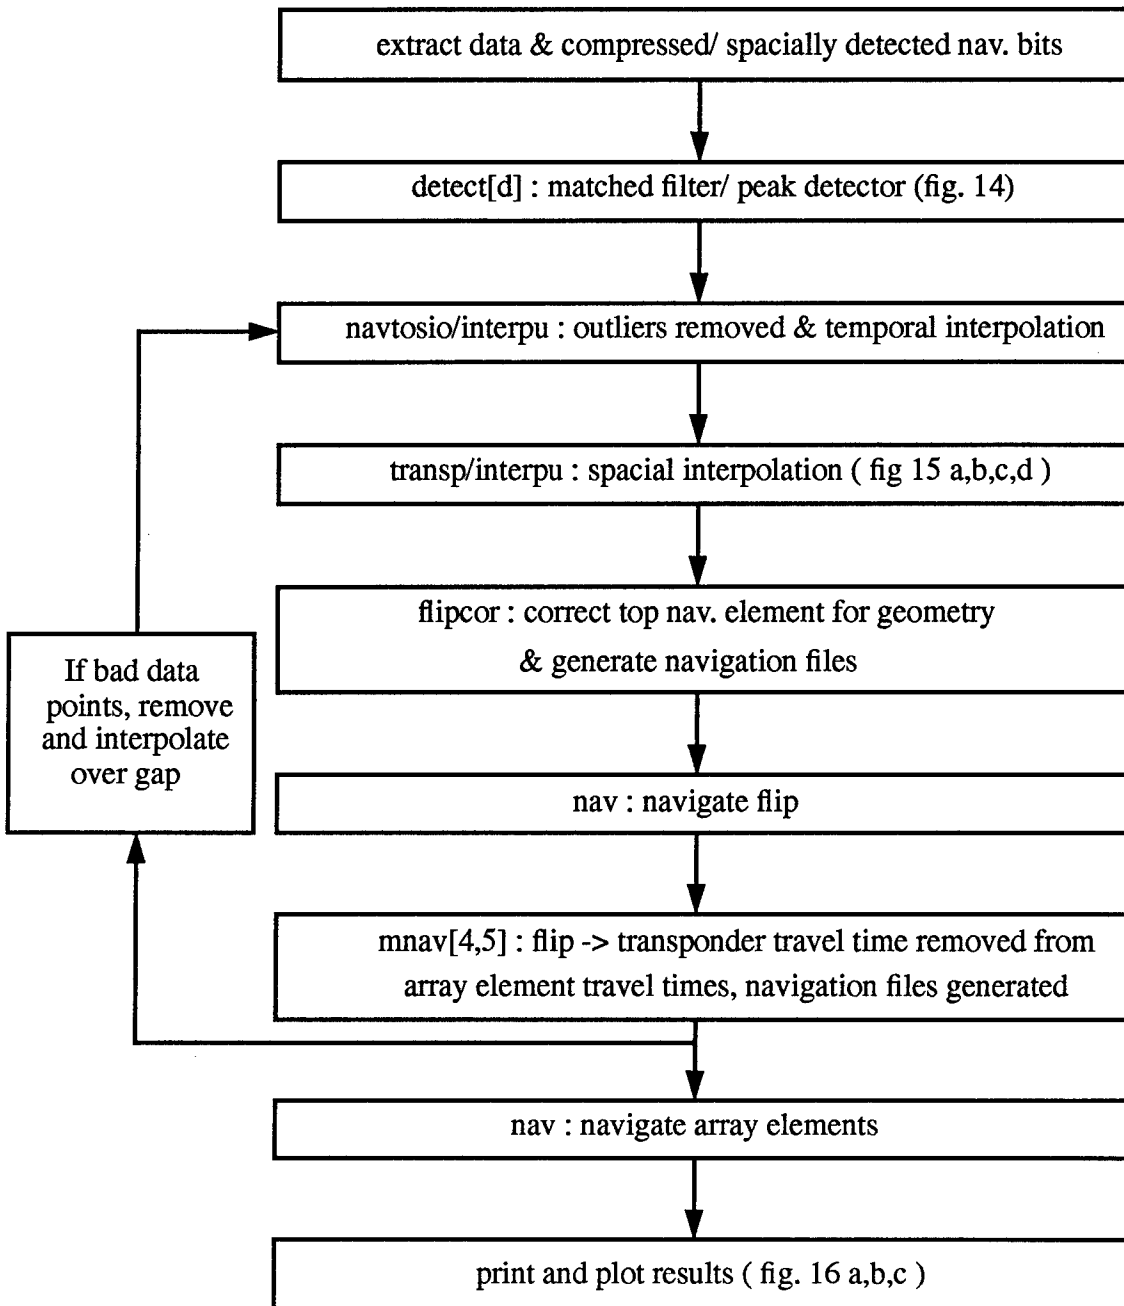 extract data & compressed/ spacially detected nav. bits
detect[d] : matched filter/ peak detector (fig. 14)
navtosio/interpu : outliers removed & temporal interpolation
transp/interpu : spacial interpolation ( fig 15 a,b,c,d )
flipcor : correct top nav. element for geometry
& generate navigation files
If bad data
points, remove
and interpolate
over gap
nav : navigate flip
mnav[4,5] : flip -> transponder travel time removed from
array element travel times, navigation files generated
nav : navigate array elements
print and plot results ( fig. 16 a,b,c )